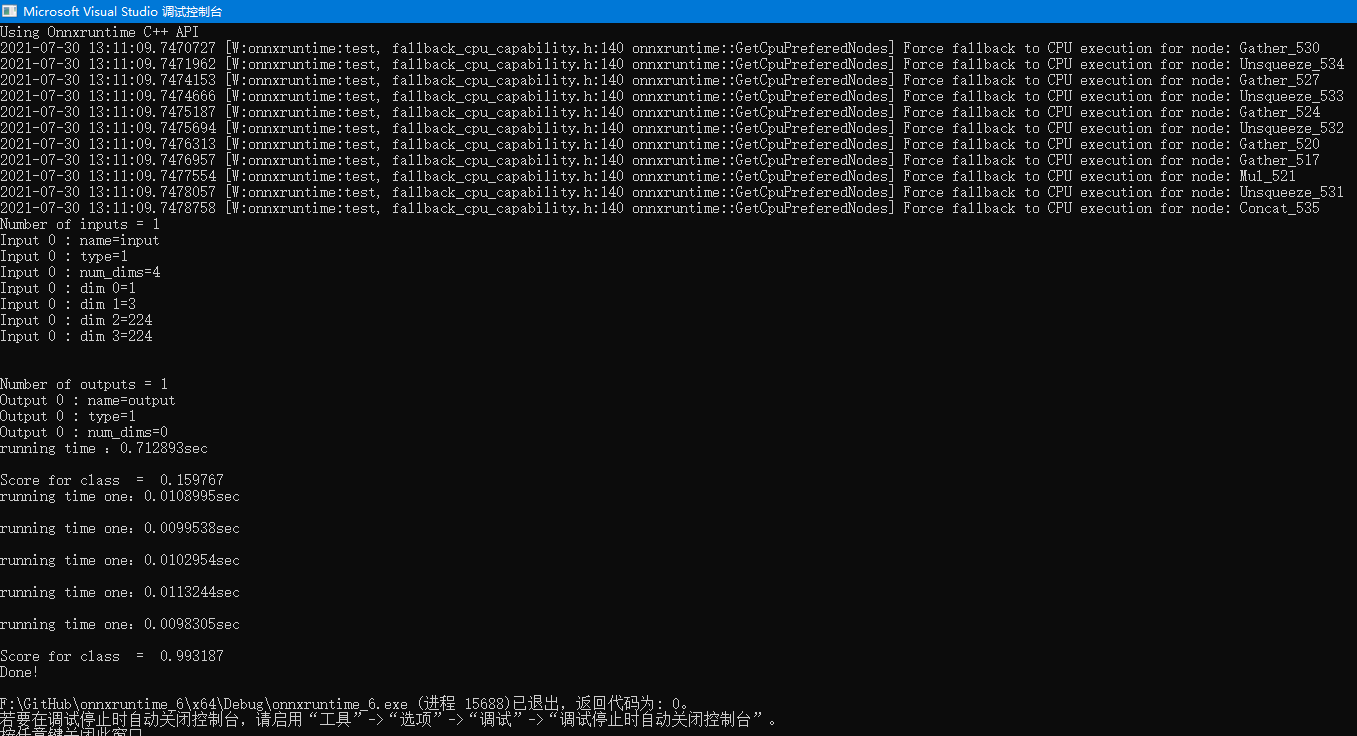 Microsoft Visual Studio 调试控制台
Using Onnxruntime C++ API
2021-07-30 13:11:09.7470727 [W:onnxruntime:test, fallback_cpu_capability.h:140 onnxruntime::GetCpuPreferedNodes] Force fallback to CPU execution for node: Gather_530
2021-07-30 13:11:09.7471962 [W:onnxruntime:test, fallback_cpu_capability.h:140 onnxruntime::GetCpuPreferedNodes] Force fallback to CPU execution for node: Unsqueeze_534
2021-07-30 13:11:09.7474153 [W:onnxruntime:test, fallback_cpu_capability.h:140 onnxruntime::GetCpuPreferedNodes] Force fallback to CPU execution for node: Gather_527
2021-07-30 13:11:09.7474666 [W:onnxruntime:test, fallback_cpu_capability.h:140 onnxruntime::GetCpuPreferedNodes] Force fallback to CPU execution for node: Unsqueeze_533
2021-07-30 13:11:09.7475187 [W:onnxruntime:test, fallback_cpu_capability.h:140 onnxruntime::GetCpuPreferedNodes] Force fallback to CPU execution for node: Gather_524
2021-07-30 13:11:09.7475694 [W:onnxruntime:test, fallback_cpu_capability.h:140 onnxruntime::GetCpuPreferedNodes] Force fallback to CPU execution for node: Unsqueeze_532
2021-07-30 13:11:09.7476313 [W:onnxruntime:test, fallback_cpu_capability.h:140 onnxruntime::GetCpuPreferedNodes] Force fallback to CPU execution for node: Gather_520
2021-07-30 13:11:09.7476957 [W:onnxruntime:test, fallback_cpu_capability.h:140 onnxruntime::GetCpuPreferedNodes] Force fallback to CPU execution for node: Gather_517
2021-07-30 13:11:09.7477554 [W:onnxruntime:test, fallback_cpu_capability.h:140 onnxruntime::GetCpuPreferedNodes] Force fallback to CPU execution for node: Mul_521
2021-07-30 13:11:09.7478057 [W:onnxruntime:test, fallback_cpu_capability.h:140 onnxruntime::GetCpuPreferedNodes] Force fallback to CPU execution for node: Unsqueeze_531
2021-07-30 13:11:09.7478758 [W:onnxruntime:test, fallback_cpu_capability.h:140 onnxruntime::GetCpuPreferedNodes] Force fallback to CPU execution for node: Concat_535
Number of inputs = 1
Input 0 : name=input
Input 0 : type=1
Input 0 : num_dims=4
Input 0 : dim 0=1
Input 0 : dim 1=3
Input 0 : dim 2=224
Input 0 : dim 3=224
Number of outputs = 1
Output 0 : name=output
Output 0 : type=1
Output 0 : num_dims=0
running time：0.712893sec
Score for class  =  0.159767
running time one：0.0108995sec
running time one：0.0099538sec
running time one：0.0102954sec
running time one：0.0113244sec
running time one：0.0098305sec
Score for class  =  0.993187
Done!
F:\GitHub\onnxruntime_6\x64\Debug\onnxruntime_6.exe (进程 15688)已退出，返回代码为: 0。
若要在调试停止时自动关闭控制台，请启用“工具”->“选项”->“调试”->“调试停止时自动关闭控制台”。
按任意键关闭此窗口